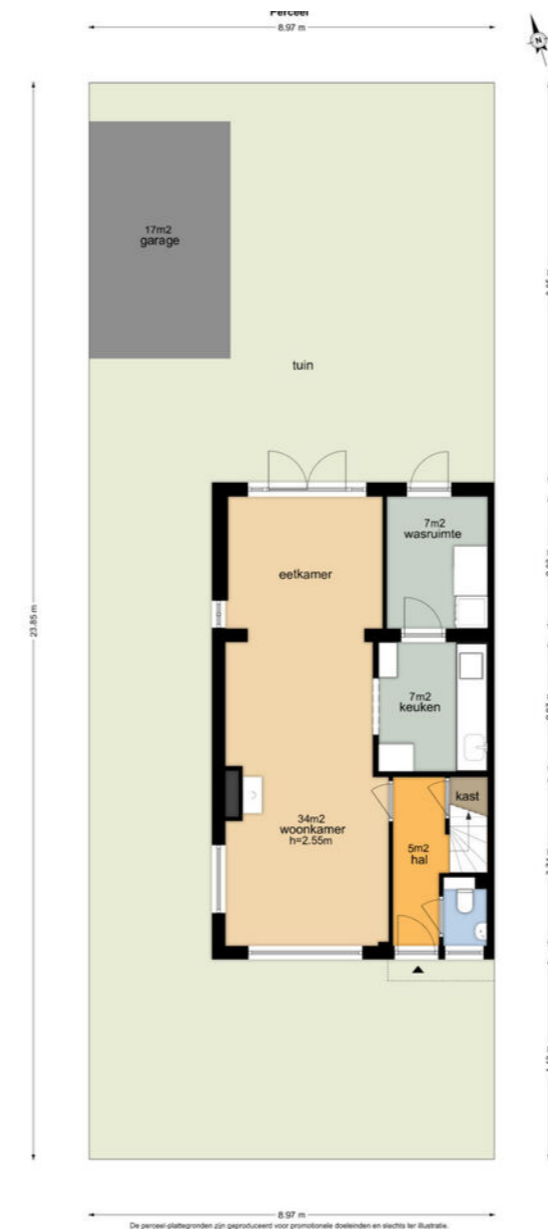 Perceel
8.97 m
N
17m2
garage
tuin
7m2
wasruimte
eetkamer
23.85 m
7m2
keuken
kast
34m2
woonkamer
h=2.55m
5m2
hal
8.97 m
De perceel-plattegronden zijn geproduceerd voor promotionele doeleinden en slechts ter illustratie.